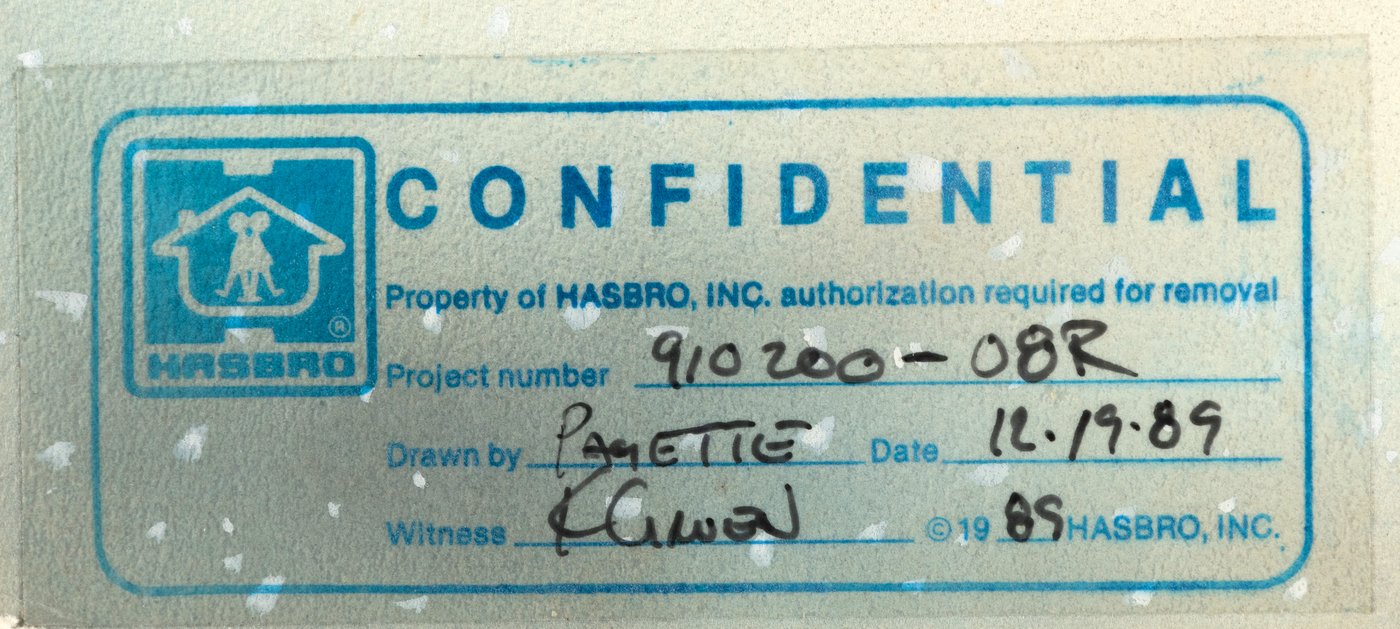 CONFIDENTIAL
Property of HASBRO, INC. authorization required for removal
HASBRO ®
Project number 910200-08R
Drawn by PAYETTE Date 12.19.89
Witness © 19 89 HASBRO, INC.